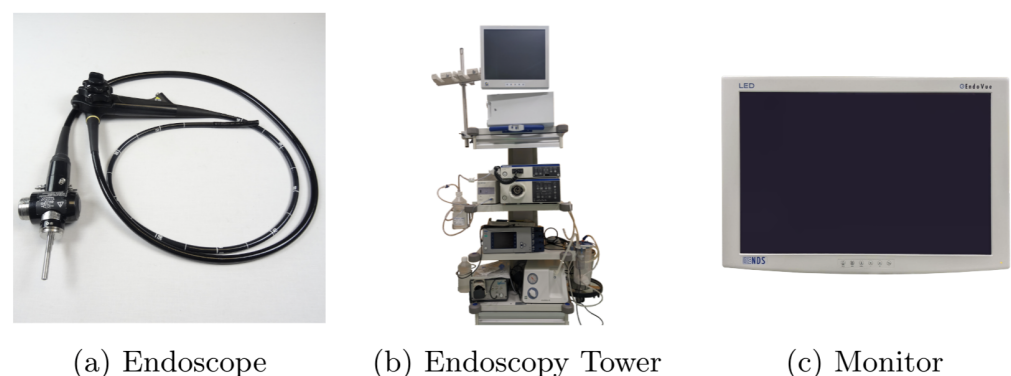 LED
EndoVue
NDS
(a) Endoscope
(b) Endoscopy Tower
(c) Monitor